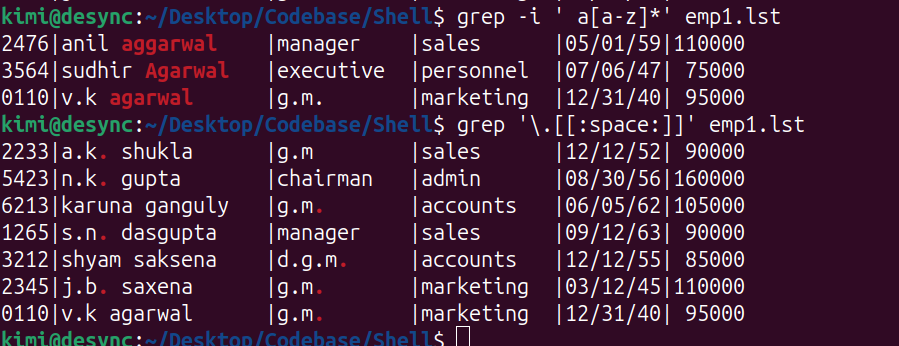 kimi@desync:~/Desktop/Codebase/Shell$ grep -i ' a[a-z]*' emp1.lst
2476|anil aggarwal   |manager  |sales     |05/01/59|110000
3564|sudhir Agarwal  |executive |personnel |07/06/47| 75000
0110|v.k agarwal     |g.m.     |marketing |12/31/40| 95000
kimi@desync:~/Desktop/Codebase/Shell$ grep '\.[[:space:]]' emp1.lst
2233|a.k. shukla     |g.m      |sales     |12/12/52| 90000
5423|n.k. gupta      |chairman |admin     |08/30/56|160000
6213|karuna ganguly  |g.m.     |accounts  |06/05/62|105000
1265|s.n. dasgupta   |manager  |sales     |09/12/63| 90000
3212|shyam saksena   |d.g.m.   |accounts  |12/12/55| 85000
2345|j.b. saxena     |g.m.     |marketing |03/12/45|110000
0110|v.k agarwal     |g.m.     |marketing |12/31/40| 95000
kimi@desync:~/Desktop/Codebase/Shell$